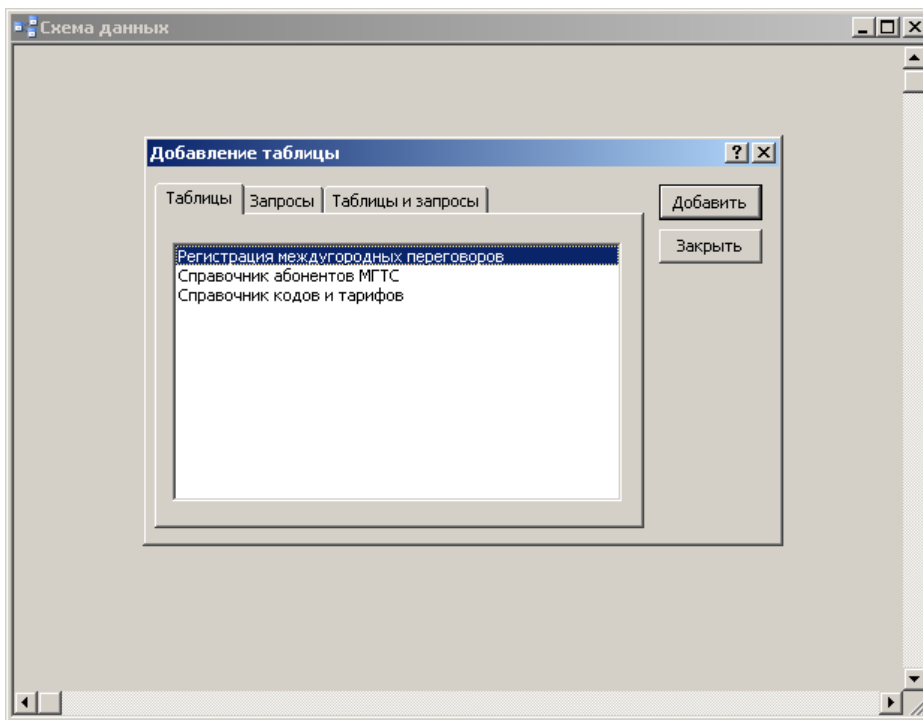 Схема данных
Добавление таблицы
Таблицы Запросы Таблицы и запросы
Добавить
Закрыть
Регистрация междугородных переговоров
Справочник абонентов МГТС
Справочник кодов и тарифов